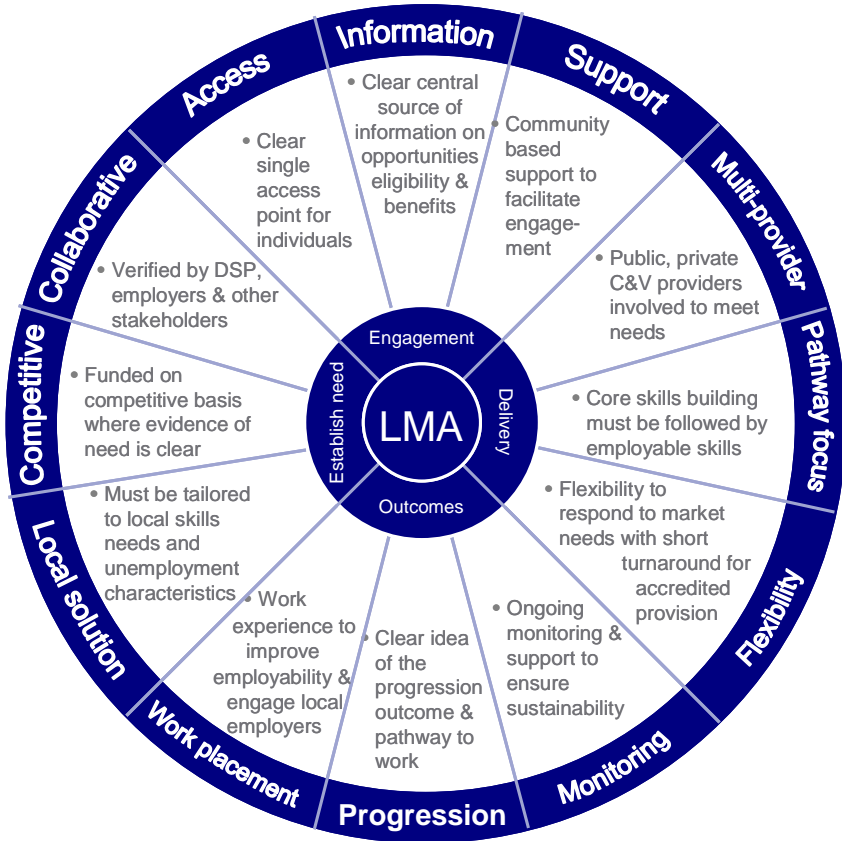 Information
• Clear central
source of
information on
opportunities
eligibility &
benefits
Support
• Community
based
support to
facilitate
engage-
ment
Multi-provider
• Public, private
C&V providers
involved to meet
needs
Pathway focus
• Core skills building
must be followed by
employable skills
Flexibility
• Flexibility to
respond to market
needs with short
turnaround for
accredited
provision
Monitoring
• Ongoing
monitoring &
support to
ensure
sustainability
Progression
• Clear idea
of the
progression
outcome &
pathway to
work
Work placement
• Work
experience to
improve
employability &
engage local
employers
Local solution
• Must be tailored
to local skills
needs and
unemployment
characteristics
Competitive
• Funded on
competitive basis
where evidence of
need is clear
Collaborative
• Verified by DSP,
employers & other
stakeholders
Access
• Clear
single
access
point for
individuals
Engagement
Delivery
Outcomes
Establish need
LMA